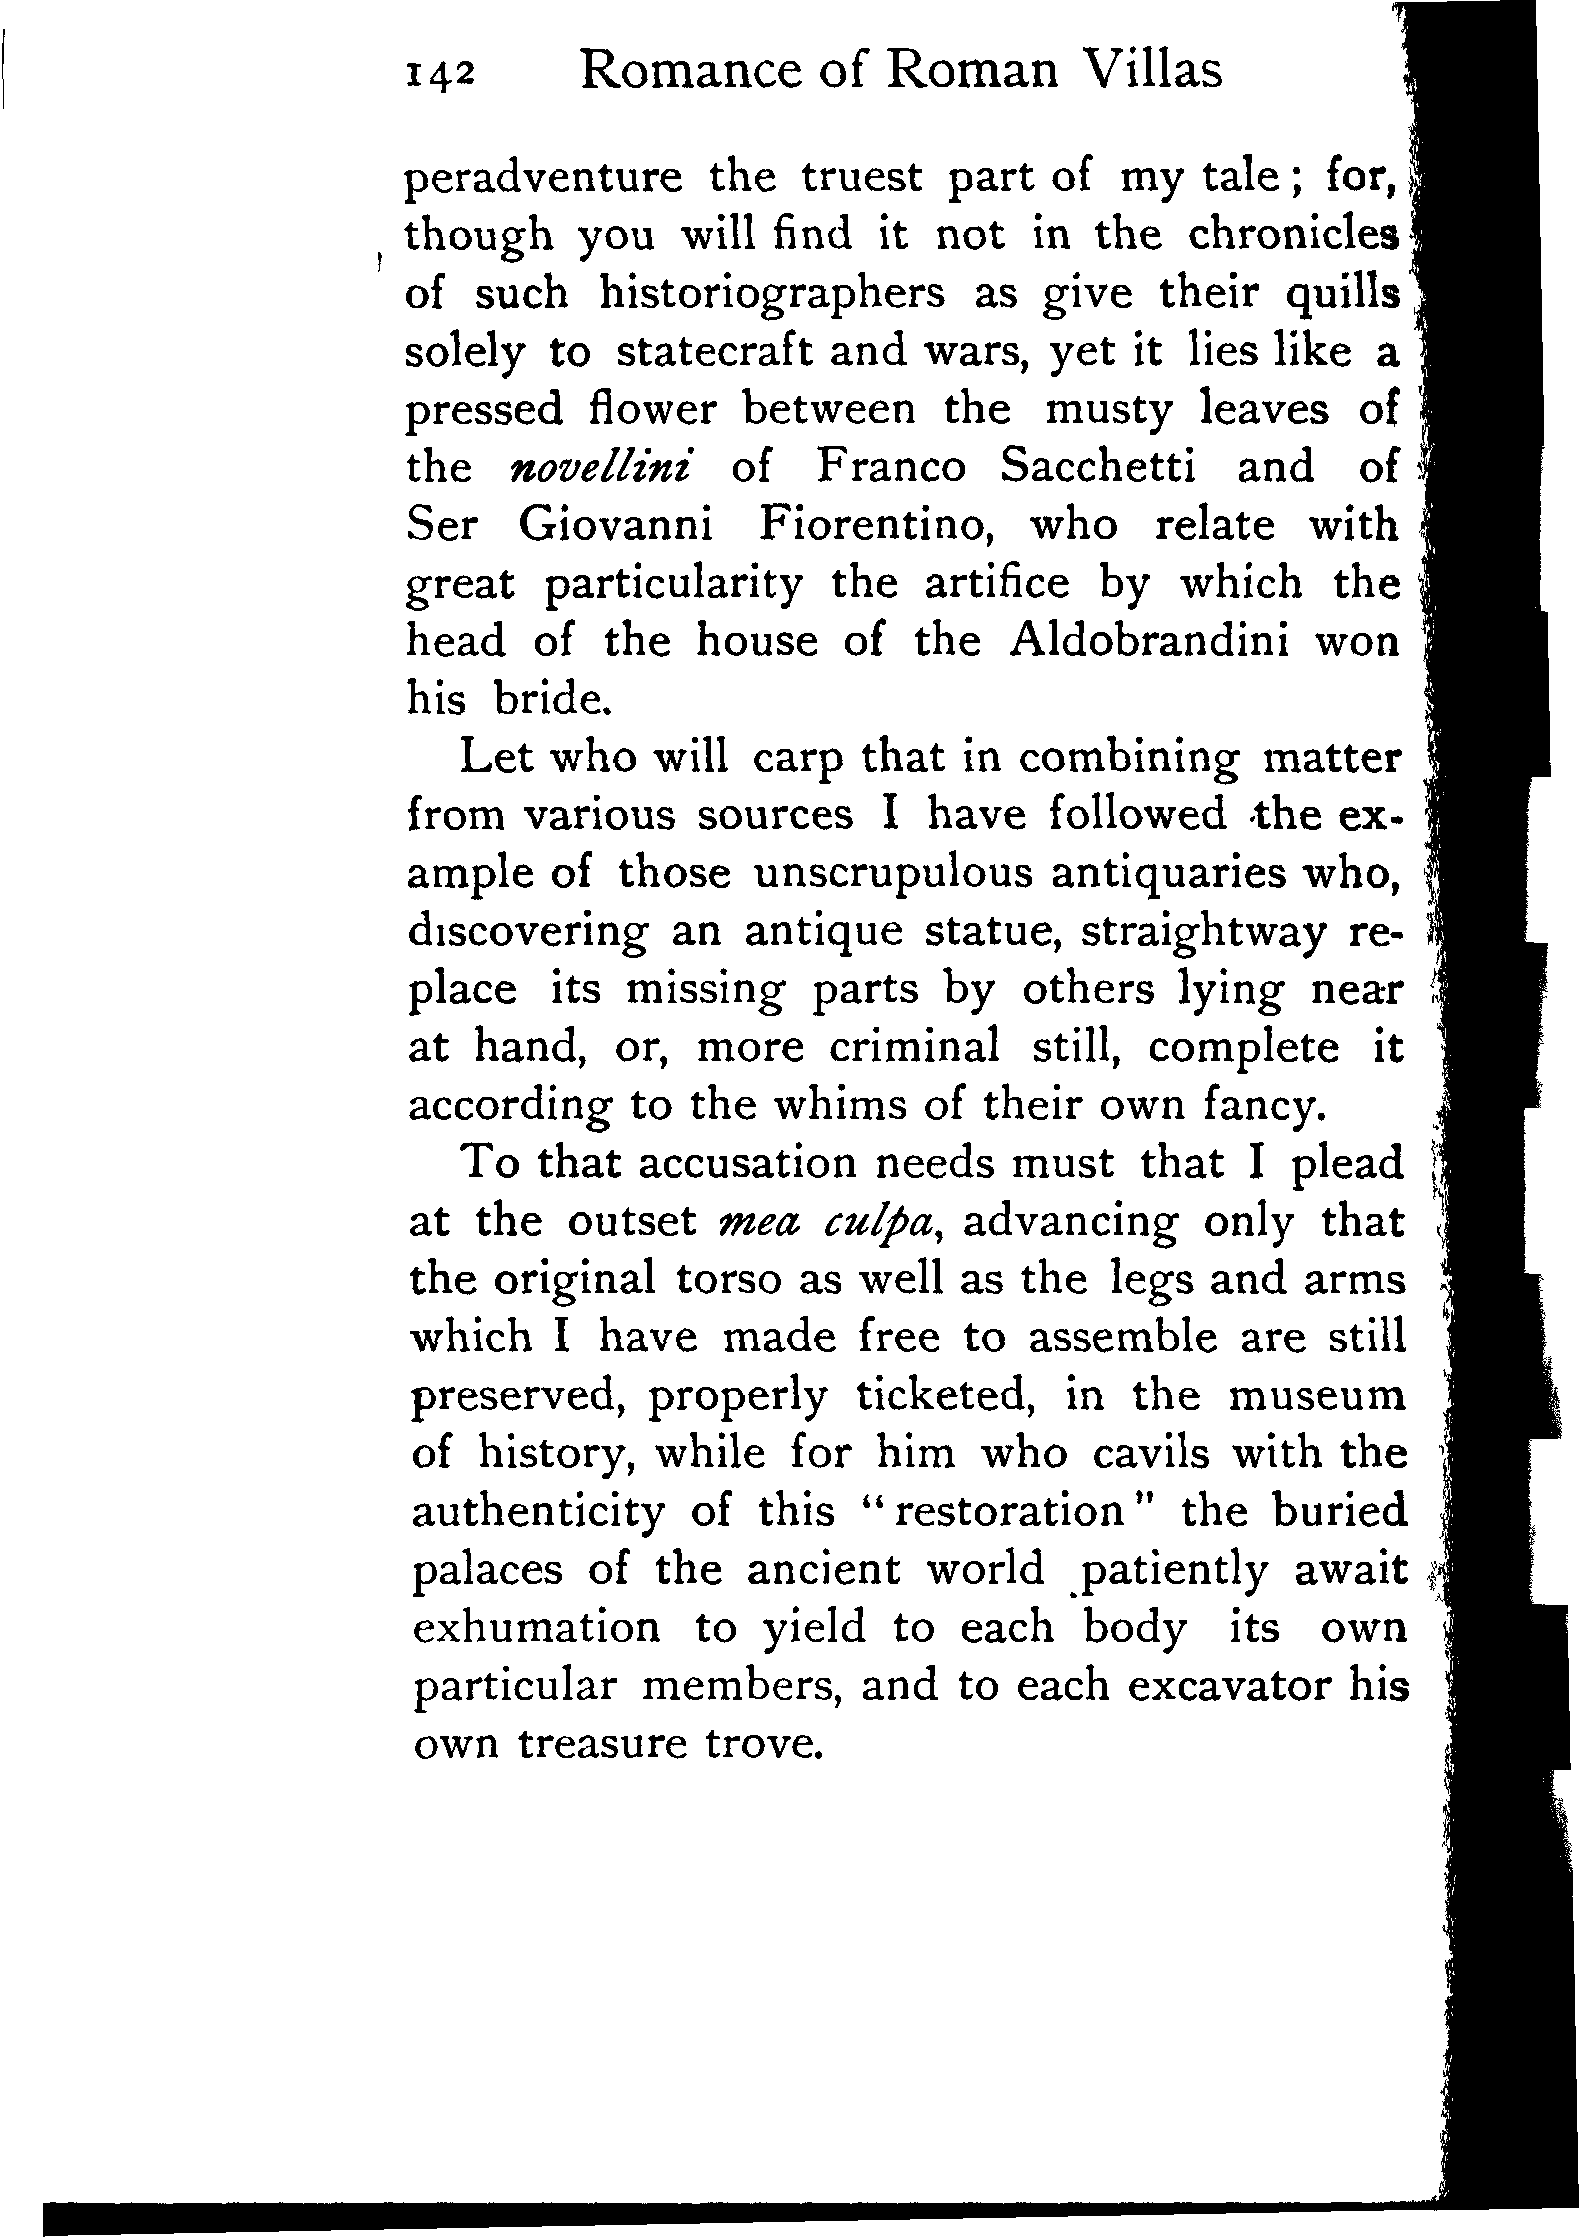 142 Romance of Roman Villas
peradventure the truest part of my tale; for,
though you will find it not in the chronicles
of such historiographers as give their quills
solely to statecraft and wars, yet it lies like a
pressed flower between the musty leaves of
the novellini of Franco Sacchetti and of
Ser Giovanni Fiorentino, who relate with
great particularity the artifice by which the
head of the house of the Aldobrandini won
his bride.
Let who will carp that in combining matter
from various sources I have followed the ex-
ample of those unscrupulous antiquaries who,
discovering an antique statue, straightway re-
place its missing parts by others lying near
at hand, or, more criminal still, complete it
according to the whims of their own fancy.
To that accusation needs must that I plead
at the outset mea culpa, advancing only that
the original torso as well as the legs and arms
which I have made free to assemble are still
preserved, properly ticketed, in the museum
of history, while for him who cavils with the
authenticity of this "restoration" the buried
palaces of the ancient world patiently await
exhumation to yield to each body its own
particular members, and to each excavator his
own treasure trove.